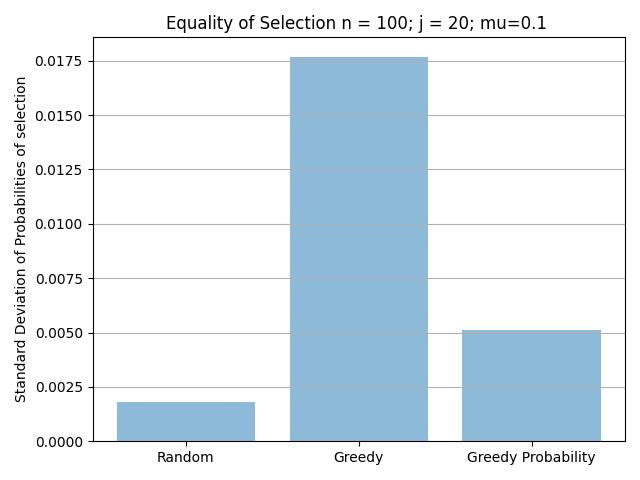 Equality of Selection n = 100; j = 20; mu=0.1
Standard Deviation of Probabilities of selection
0.0175
0.0150
0.0125
0.0100
0.0075
0.0050
0.0025
0.0000
Random
Greedy
Greedy Probability